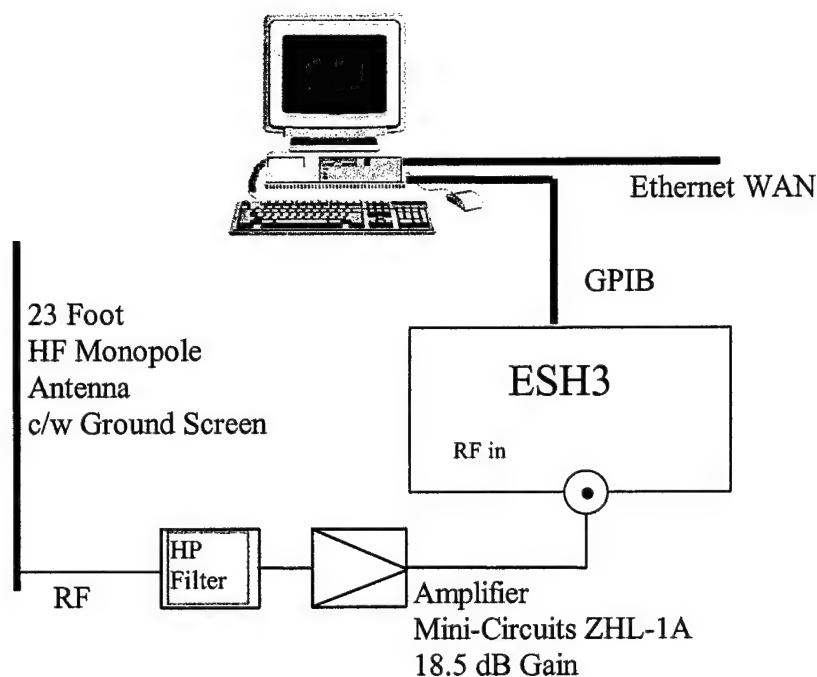 Ethernet WAN
GPIB
23 Foot
HF Monopole
Antenna
c/w Ground Screen
ESH3
RF in
HP
Filter
RF
Amplifier
Mini-Circuits ZHL-1A
18.5 dB Gain